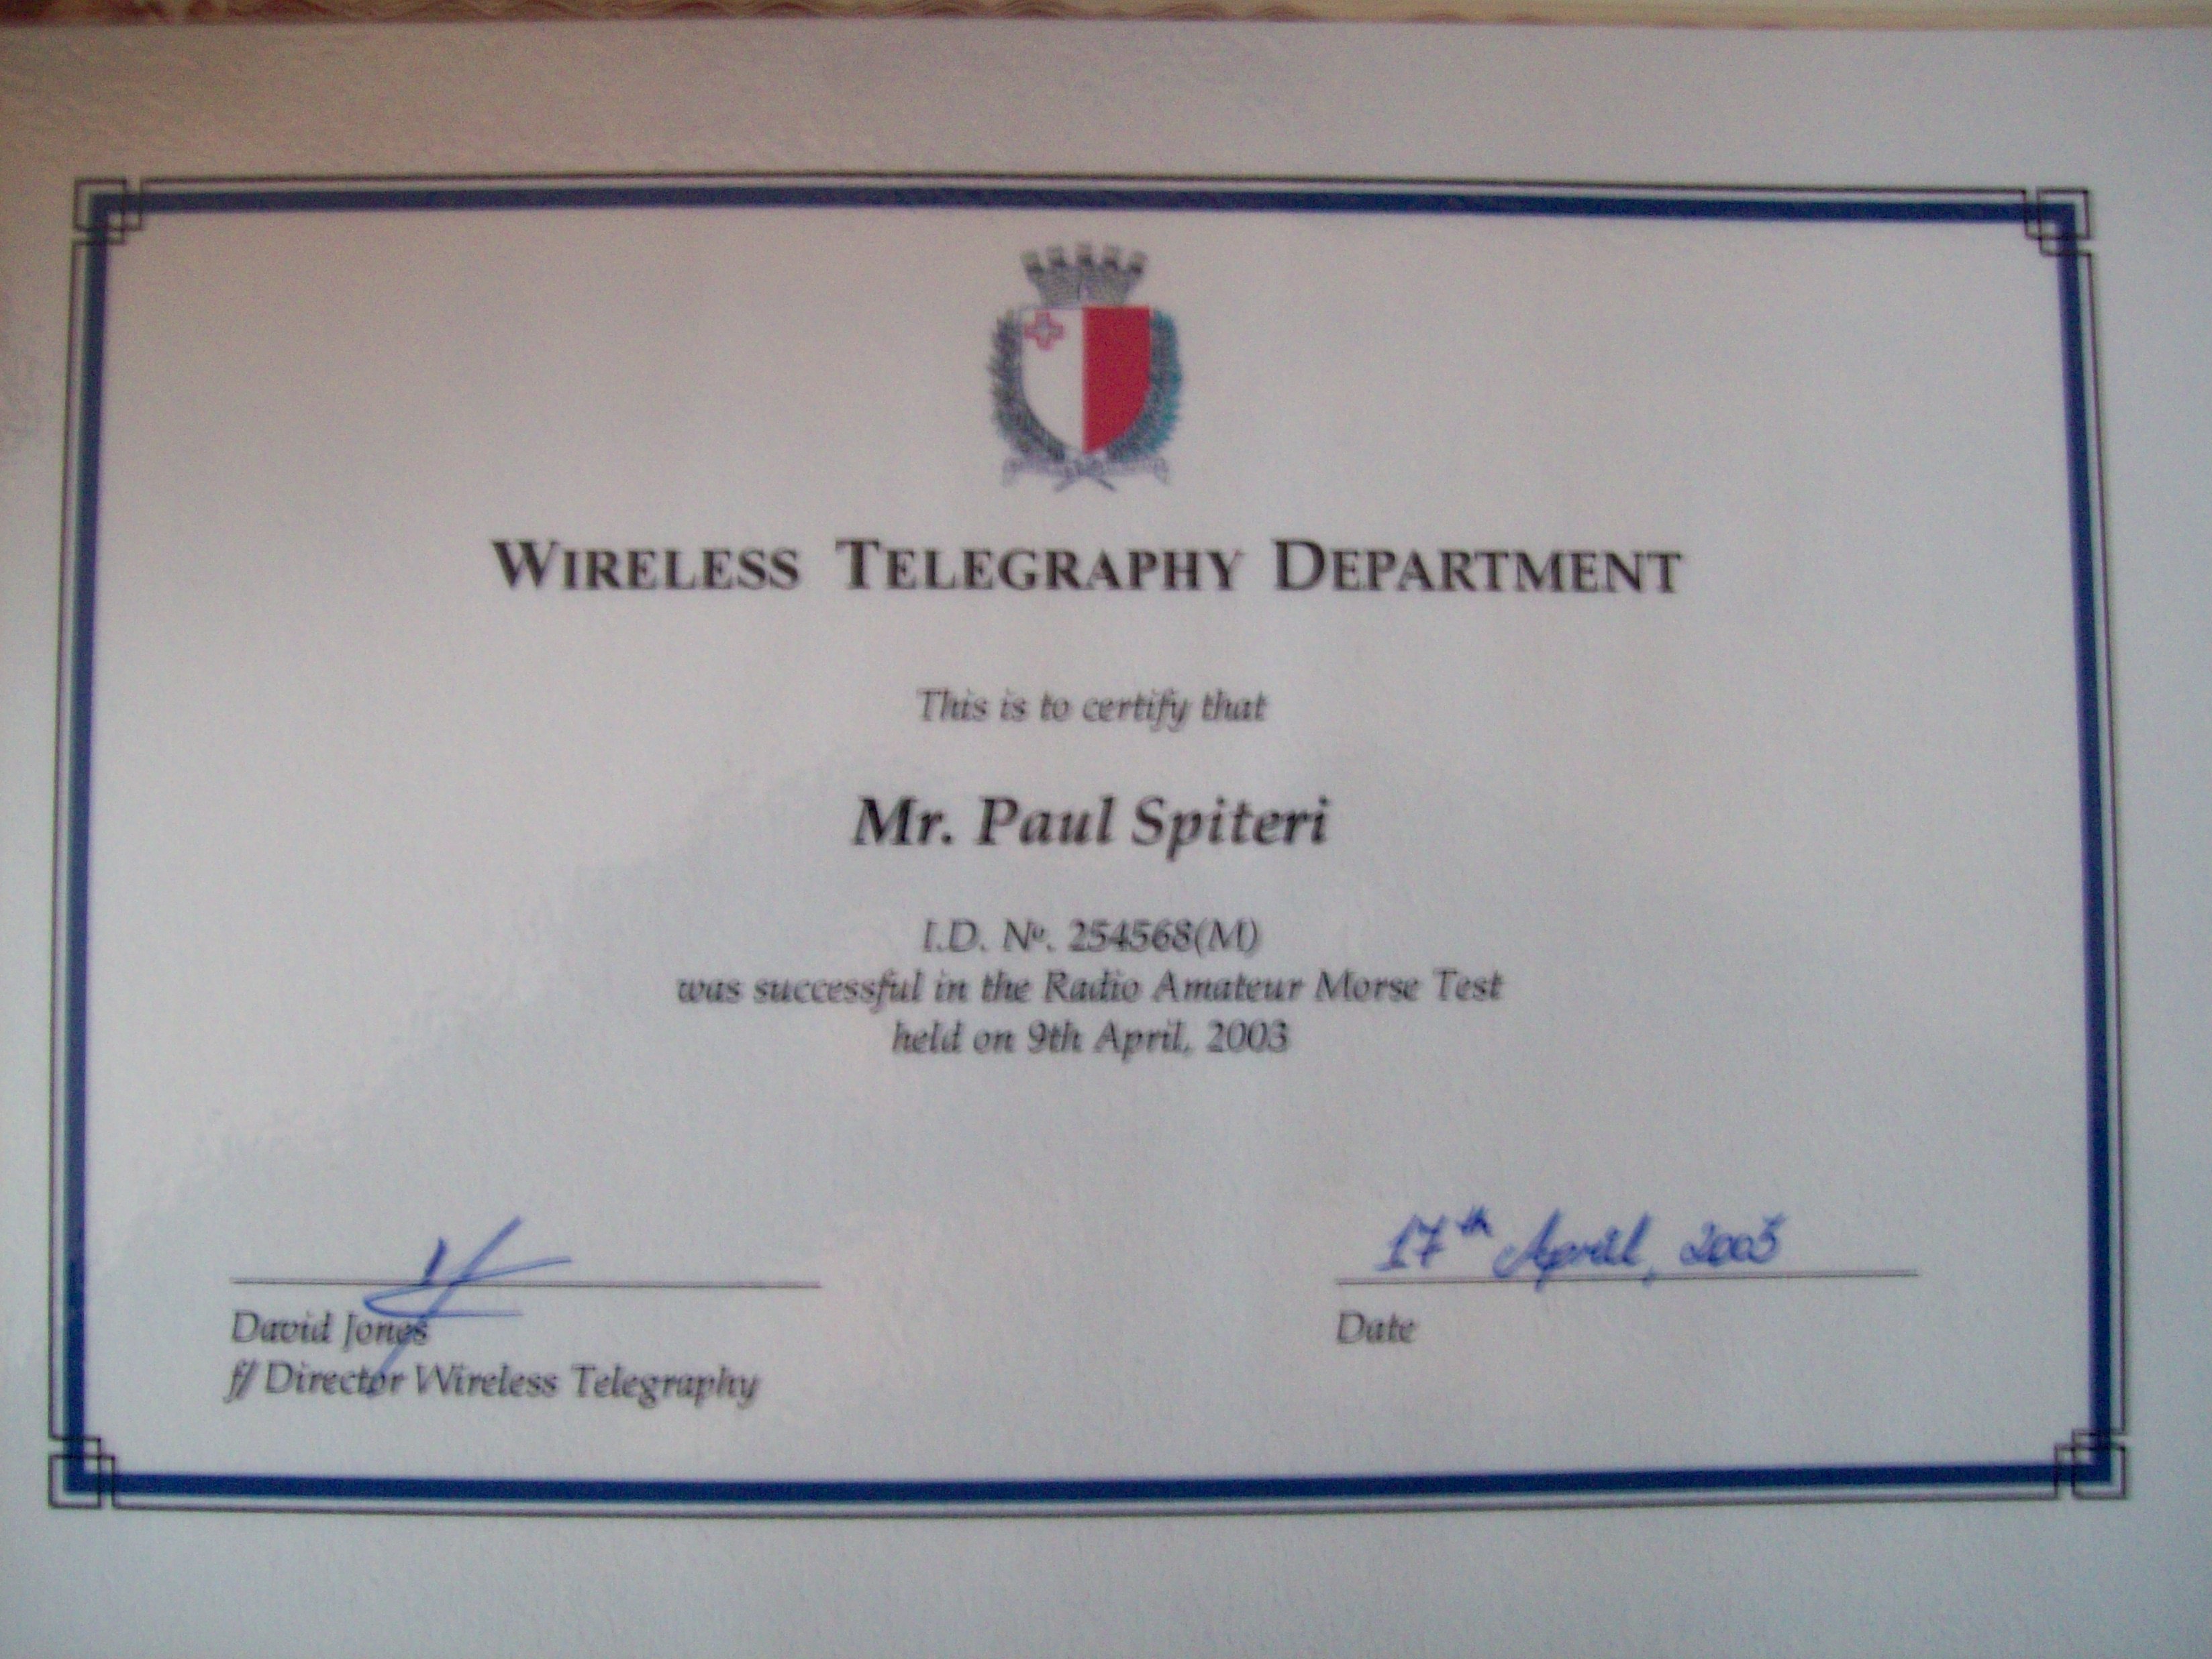 WIRELESS TELEGRAPHY DEPARTMENT
This is to certify that
Mr. Paul Spiteri
I.D. Nº. 254568(M)
was successful in the Radio Amateur Morse Test
held on 9th April, 2003
17th April, 2003
David Jones
f/ Director Wireless Telegraphy
Date